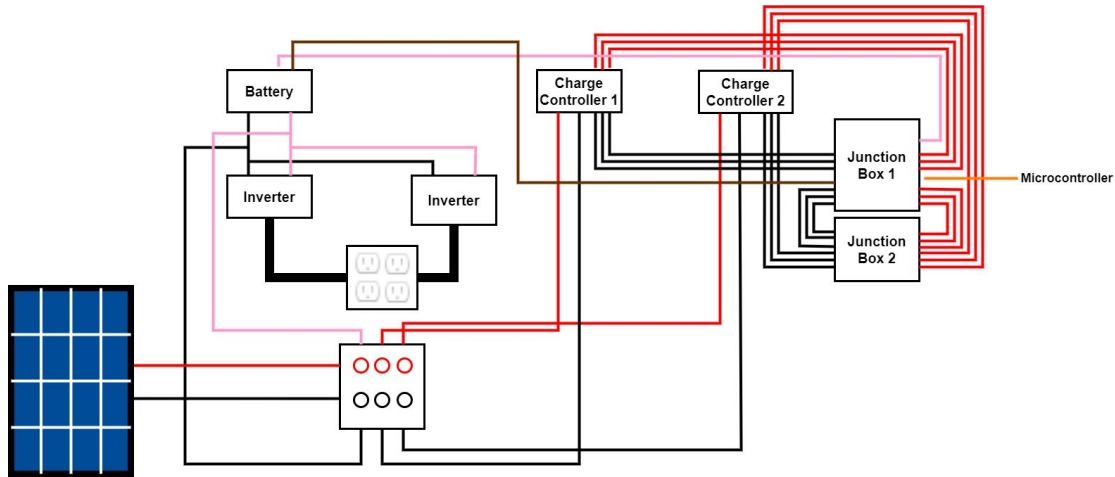 Battery
Charge
Controller 1
Charge
Controller 2
Junction
Box 1
Microcontroller
Inverter
Inverter
Junction
Box 2